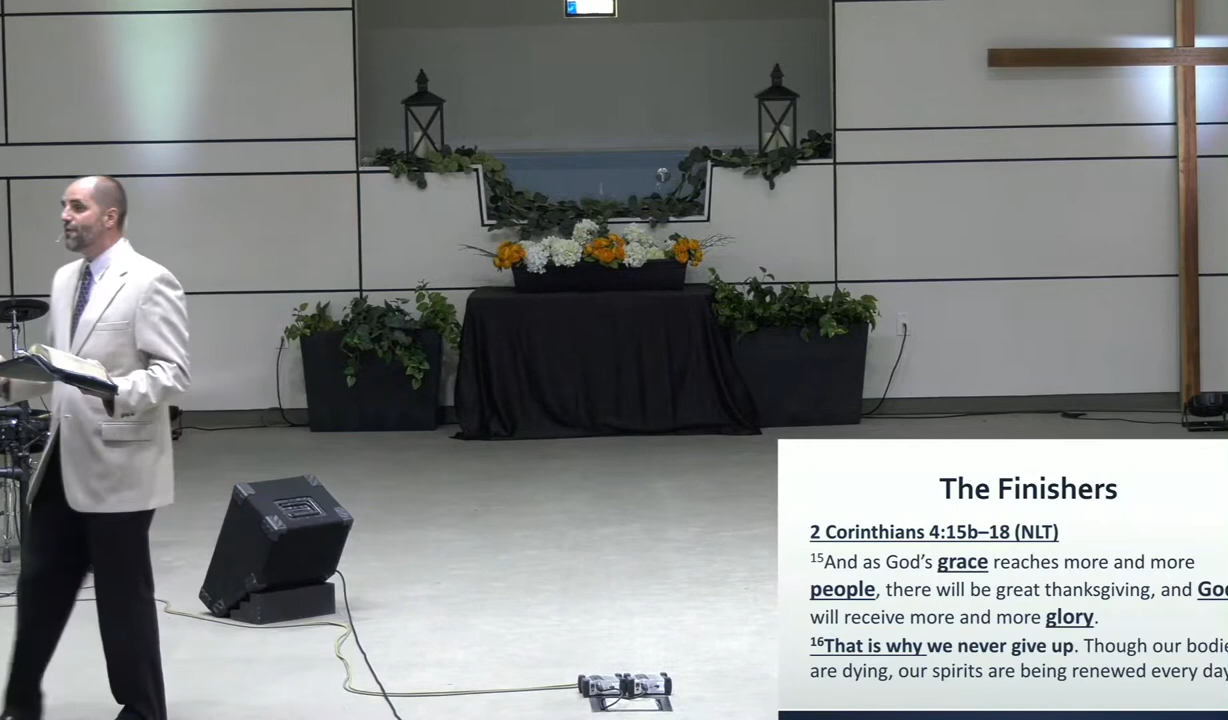 The Finishers
2 Corinthians 4:15b–18 (NLT)
15And as God's grace reaches more and more
people, there will be great thanksgiving, and
will receive more and more glory.
16That is why we never give up. Though our
are dying, our spirits are being renewed every